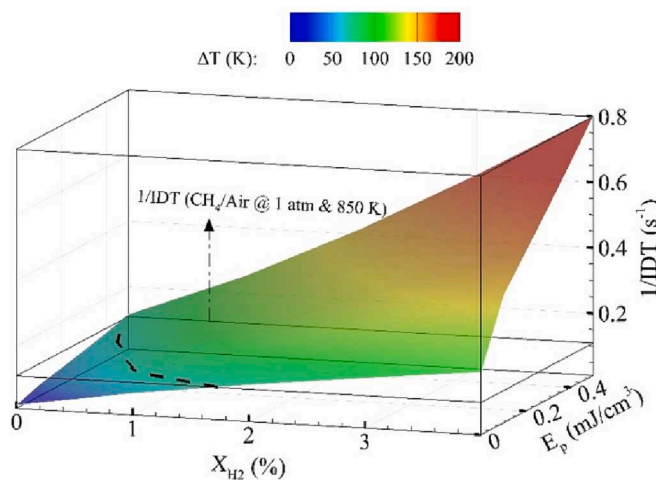 ΔT (K): 0 50 100 150 200
1/IDT (CH4/Air @ 1 atm & 850 K)
0.8
0.6
0.4
0.2
1/IDT (s-1)
0 1 2 3
XH2 (%)
0 0.2 0.4
Ep (mJ/cm3)